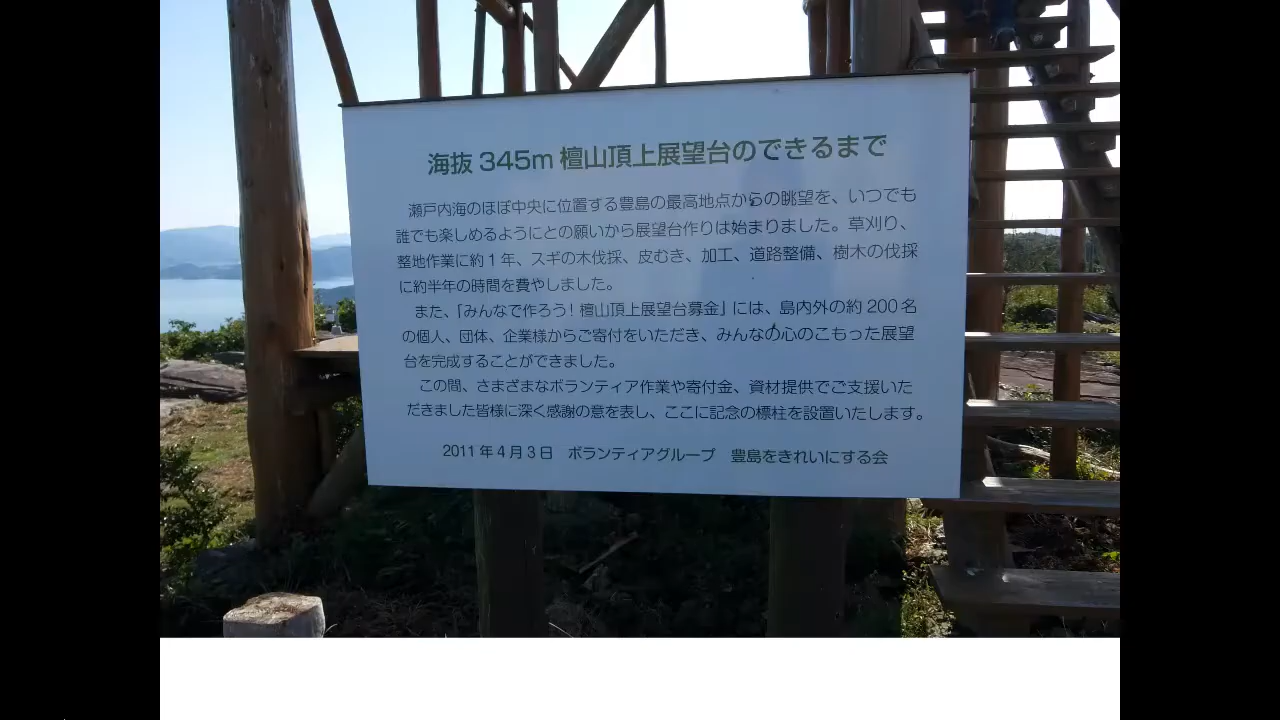 海抜 345m 檀山頂上展望台のできるまで
瀬戸内海のほぼ中央に位置する豊島の最高地点からの眺望を、いつでも
誰でも楽しめるようにとの願いから展望台作りは始まりました。草刈り、
整地作業に約1年、スギの木伐採、皮むき、加工、道路整備、樹木の伐採
に約半年の時間を費やしました。
また、「みんなで作ろう！檀山頂上展望台募金」には、島内外の約200名
の個人、団体、企業様からご寄付をいただき、みんなの心のこもった展望
台を完成することができました。
この間、さまざまなボランティア作業や寄付金、資材提供でご支援いた
だきました皆様に深く感謝の意を表し、ここに記念の標柱を設置いたします。
2011年4月3日 ボランティアグループ 豊島をきれいにする会